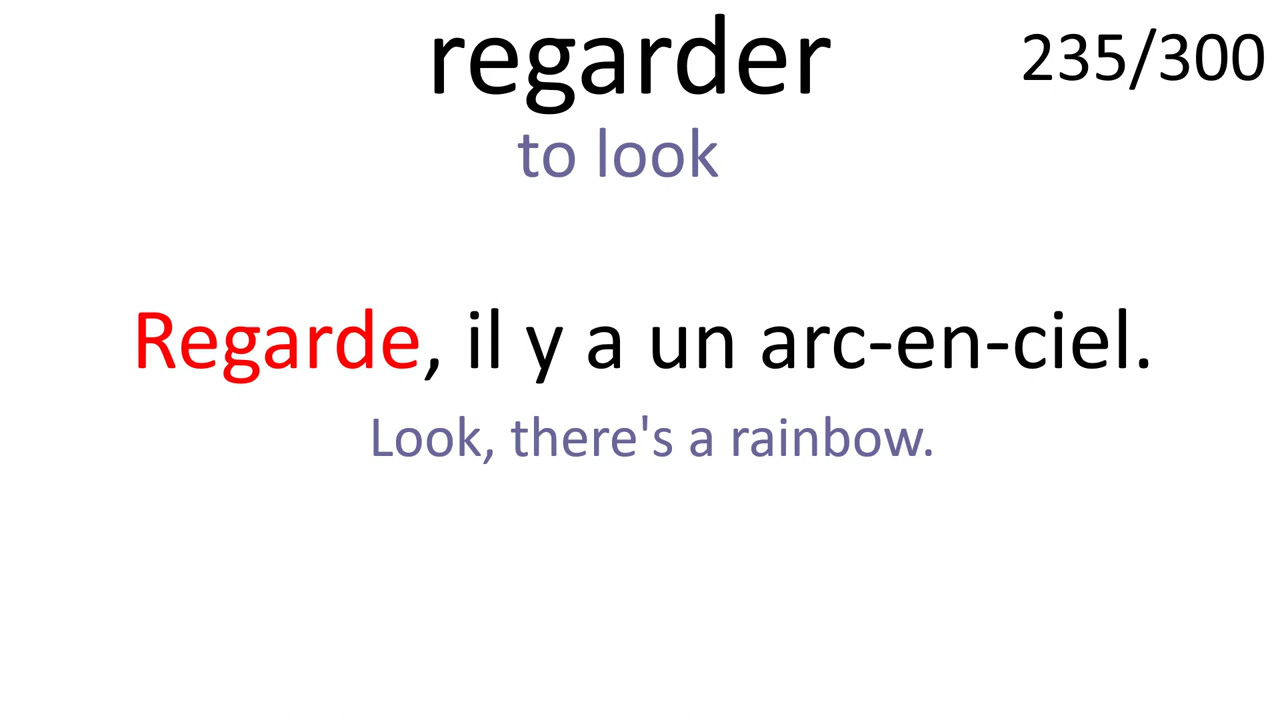 regarder
235/300
to look
Regarde, il y a un arc-en-ciel.
Look, there's a rainbow.